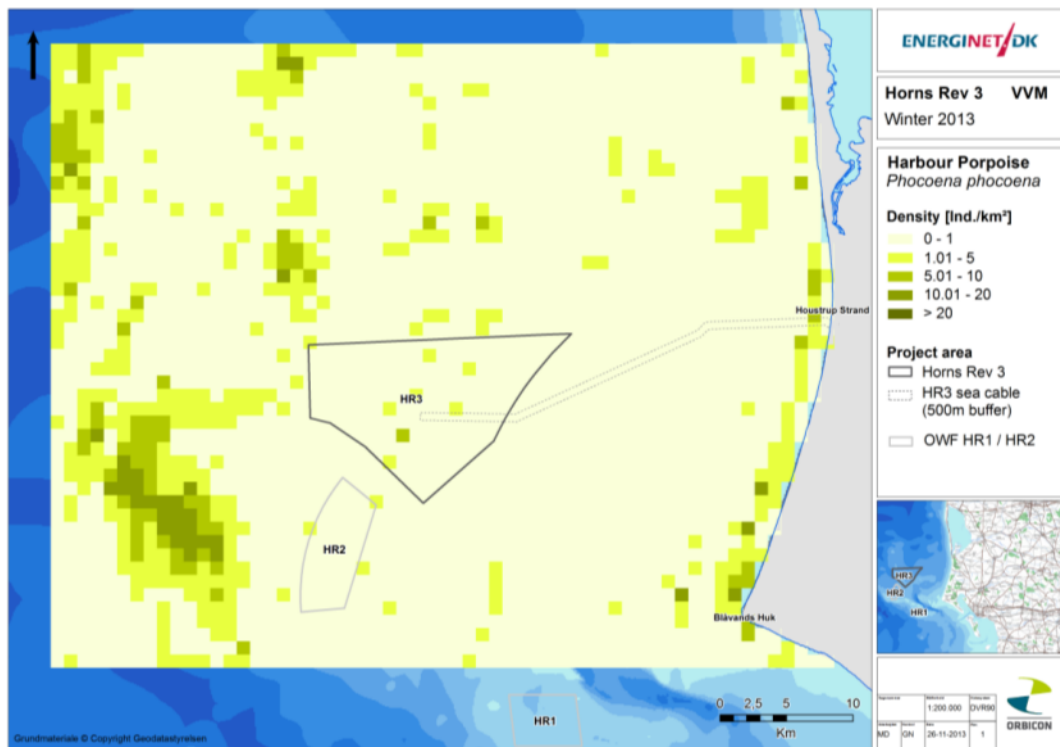 ENERGINET/DK
Horns Rev 3 VVM
Winter 2013
Harbour Porpoise
Phocoena phocoena
Density [Ind./km²]
0 - 1
1.01 - 5
5.01 - 10
10.01 - 20
> 20
Project area
Horns Rev 3
HR3 sea cable
(500m buffer)
OWF HR1 / HR2
Houstrup Strand
HR3
HR2
Blåvands Huk
HR1
0 2,5 5 10
Km
Grundmateriale © Copyright Geodatastyrelsen
HR3
HR2
HR1
1:200.000 DVR90
MD GN 26-11-2013 1
ORBICON